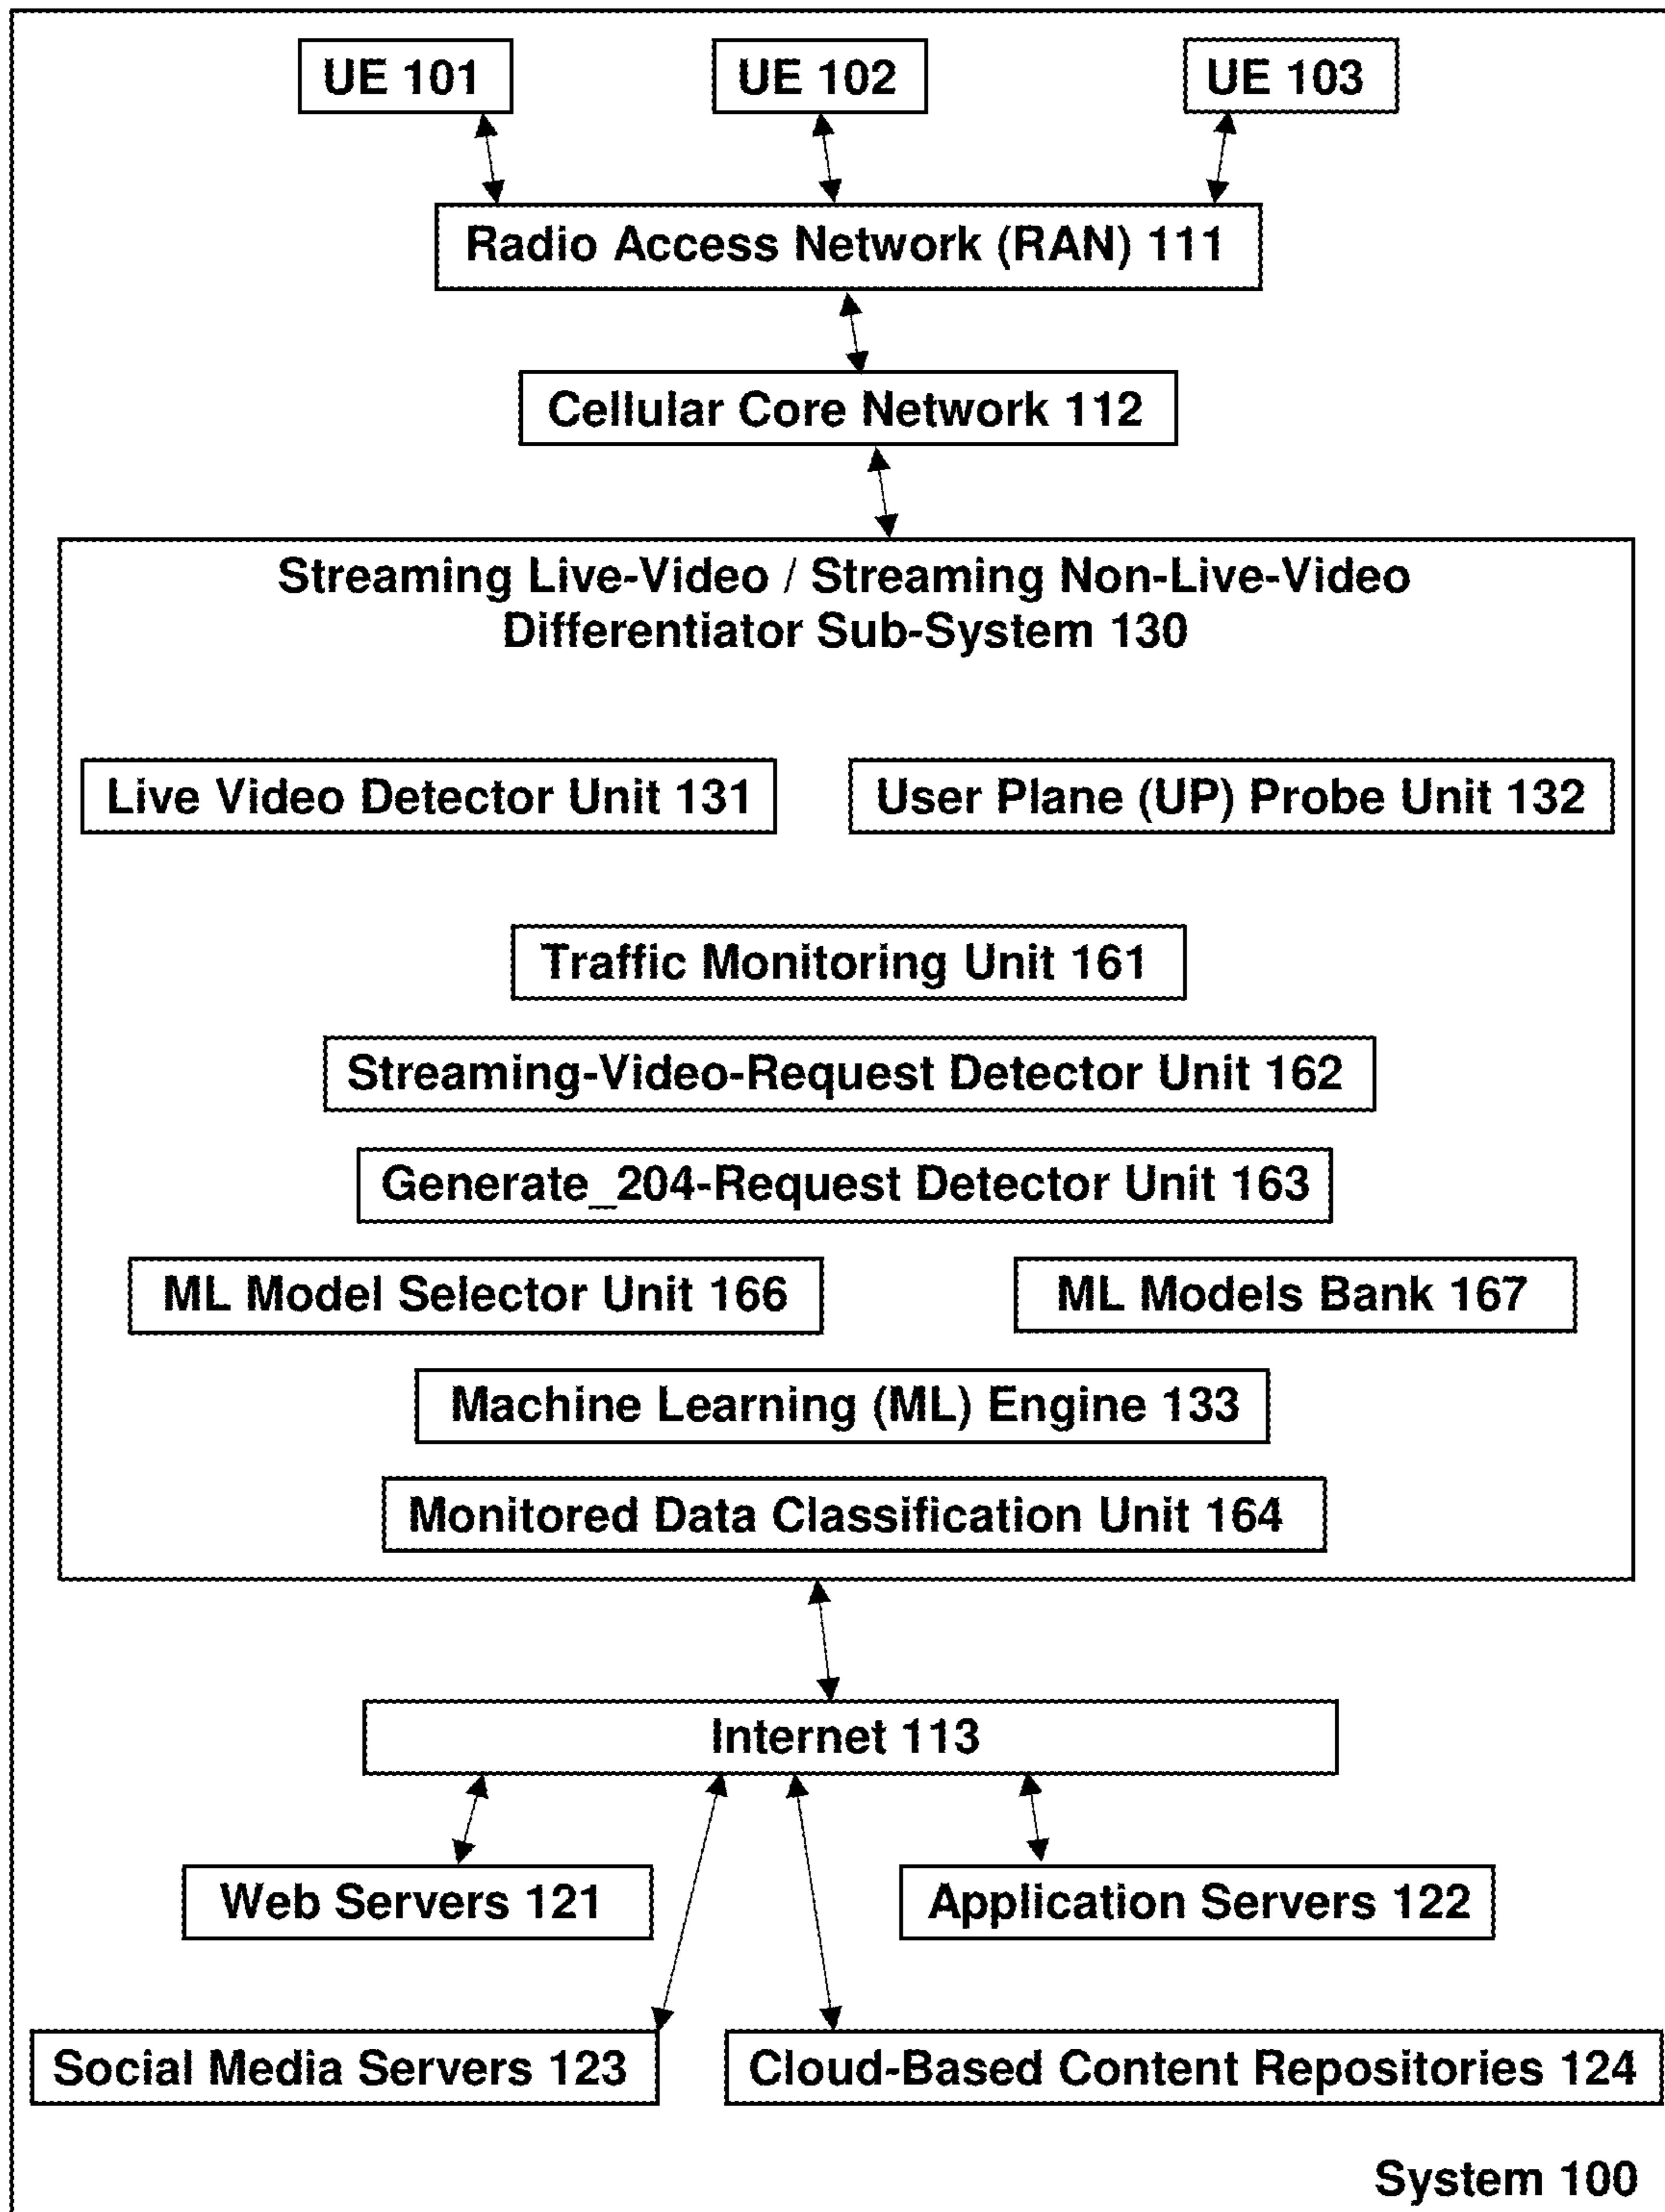 UE 101
UE 102
UE 103
Radio Access Network (RAN) 111
Cellular Core Network 112
Streaming Live-Video / Streaming Non-Live-Video
Differentiator Sub-System 130
Live Video Detector Unit 131
User Plane (UP) Probe Unit 132
Traffic Monitoring Unit 161
Streaming-Video-Request Detector Unit 162
Generate_204-Request Detector Unit 163
ML Model Selector Unit 166
ML Models Bank 167
Machine Learning (ML) Engine 133
Monitored Data Classification Unit 164
Internet 113
Web Servers 121
Application Servers 122
Social Media Servers 123
Cloud-Based Content Repositories 124
System 100